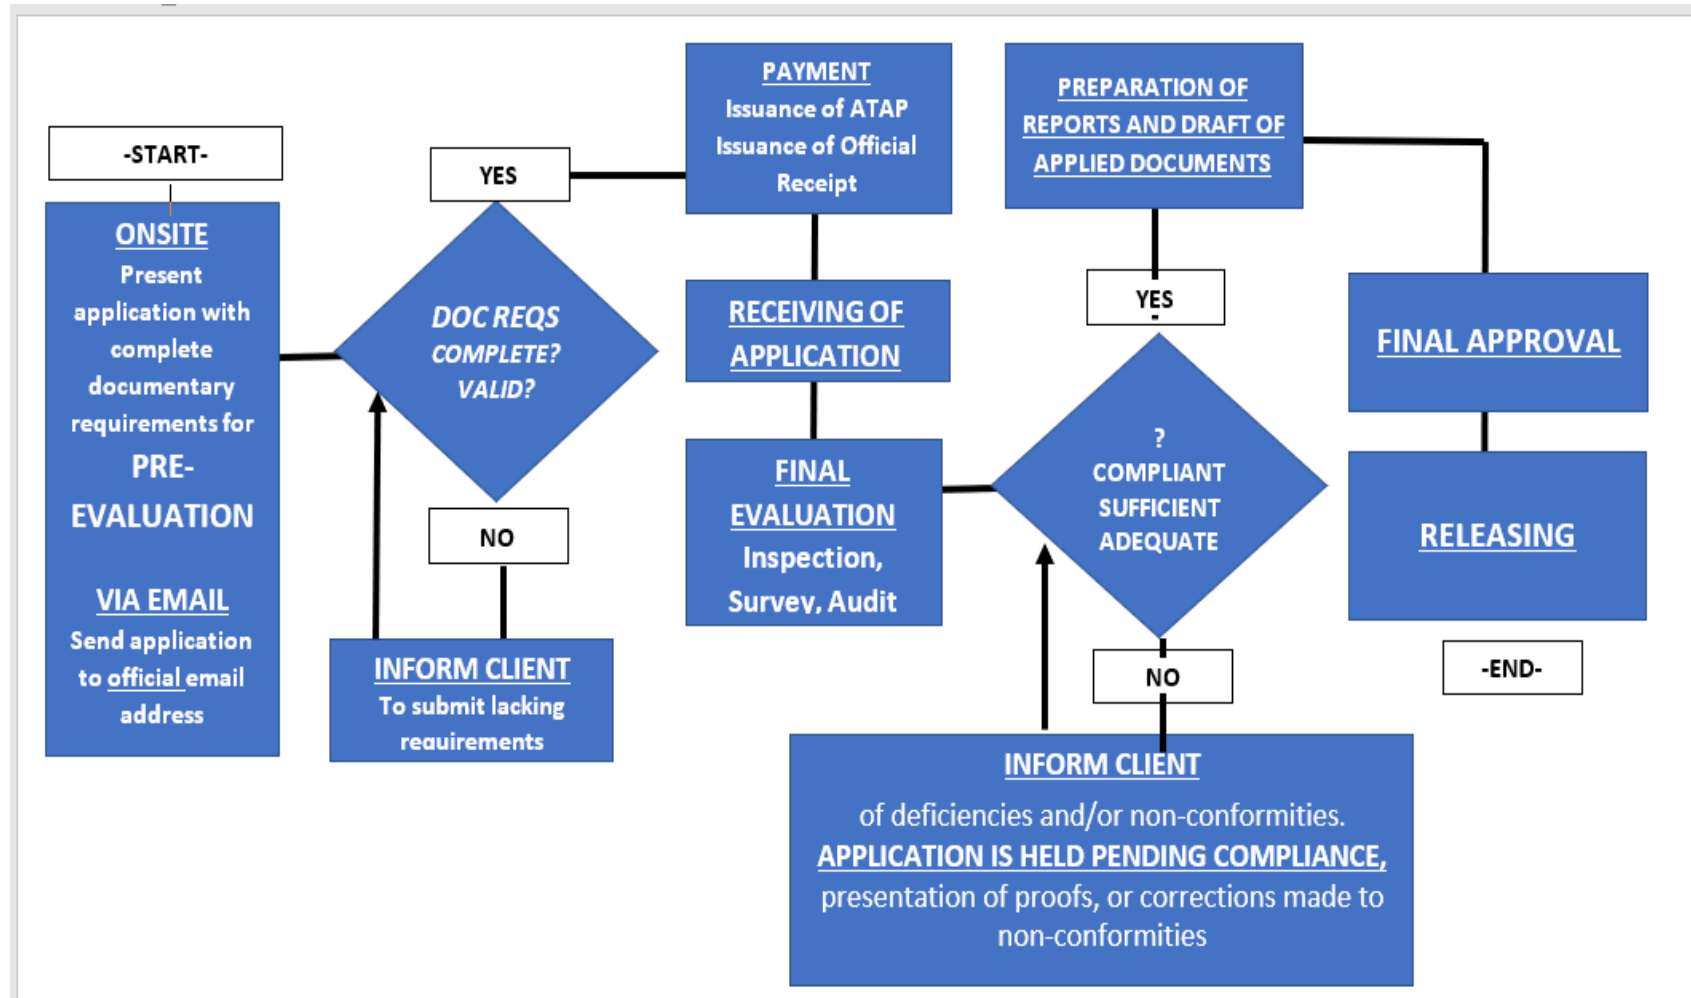 -START-
ONSITE
Present
application with
complete
documentary
requirements for
PRE-
EVALUATION
VIA EMAIL
Send application
to official email
address
YES
DOC REQS
COMPLETE?
VALID?
NO
INFORM CLIENT
To submit lacking
requirements
PAYMENT
Issuance of ATAP
Issuance of Official
Receipt
RECEIVING OF
APPLICATION
FINAL
EVALUATION
Inspection,
Survey, Audit
PREPARATION OF
REPORTS AND DRAFT OF
APPLIED DOCUMENTS
YES
?
COMPLIANT
SUFFICIENT
ADEQUATE
NO
INFORM CLIENT
of deficiencies and/or non-conformities.
APPLICATION IS HELD PENDING COMPLIANCE,
presentation of proofs, or corrections made to
non-conformities
FINAL APPROVAL
RELEASING
-END-